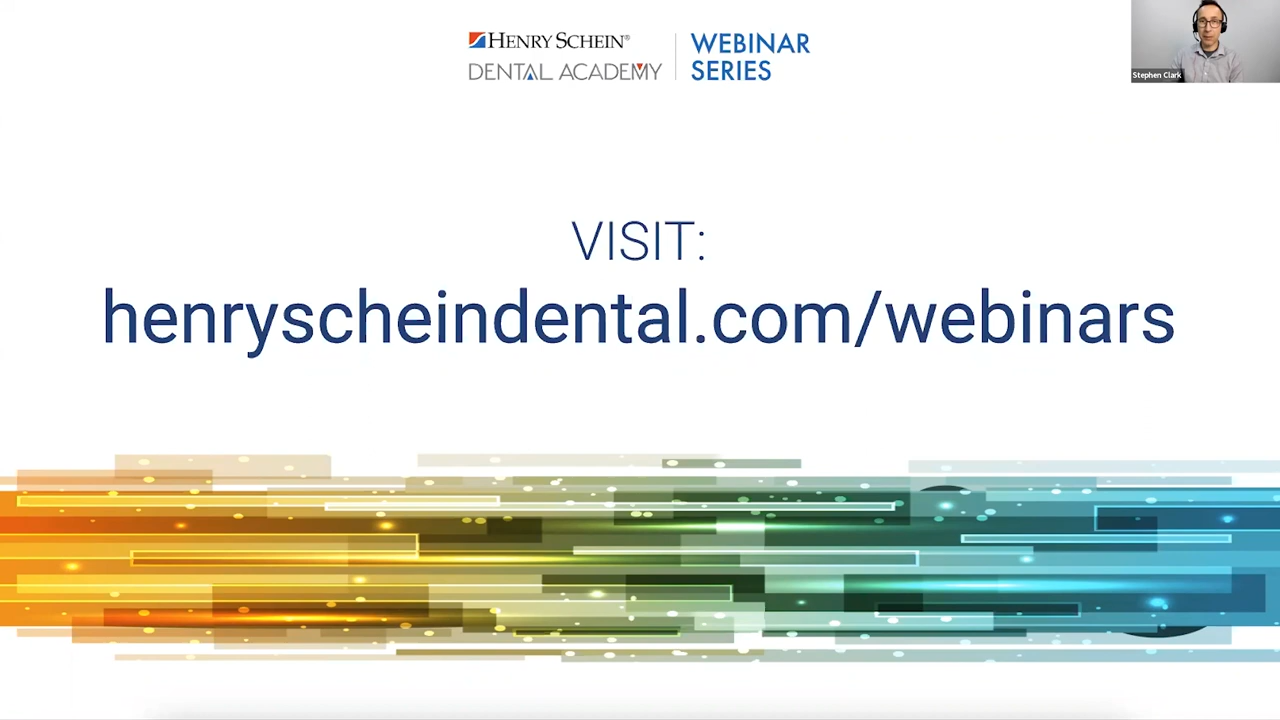 HENRY SCHEIN®
DENTAL ACADEMY
WEBINAR
SERIES
Stephen Clark
VISIT:
henryscheindental.com/webinars